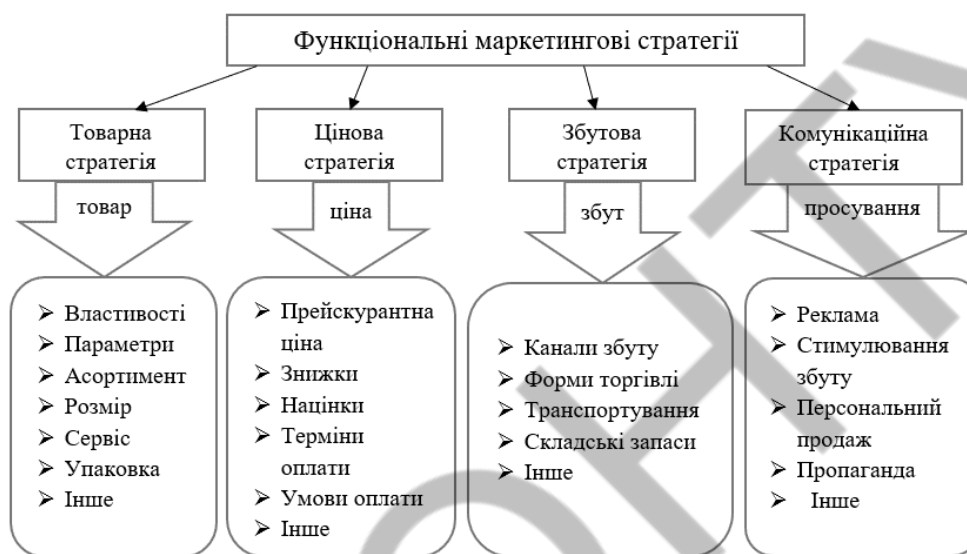 Функціональні маркетингові стратегії
Товарна
стратегія
товар
➢ Властивості
➢ Параметри
➢ Асортимент
➢ Розмір
➢ Сервіс
➢ Упаковка
➢ Інше
Цінова
стратегія
ціна
➢ Прейскурантна
ціна
➢ Знижки
➢ Націнки
➢ Терміни
оплати
➢ Умови оплати
➢ Інше
Збутова
стратегія
збут
➢ Канали збуту
➢ Форми торгівлі
➢ Транспортування
➢ Складські запаси
➢ Інше
Комунікаційна
стратегія
просування
➢ Реклама
➢ Стимулювання
збуту
➢ Персональний
продаж
➢ Пропаганда
➢ Інше